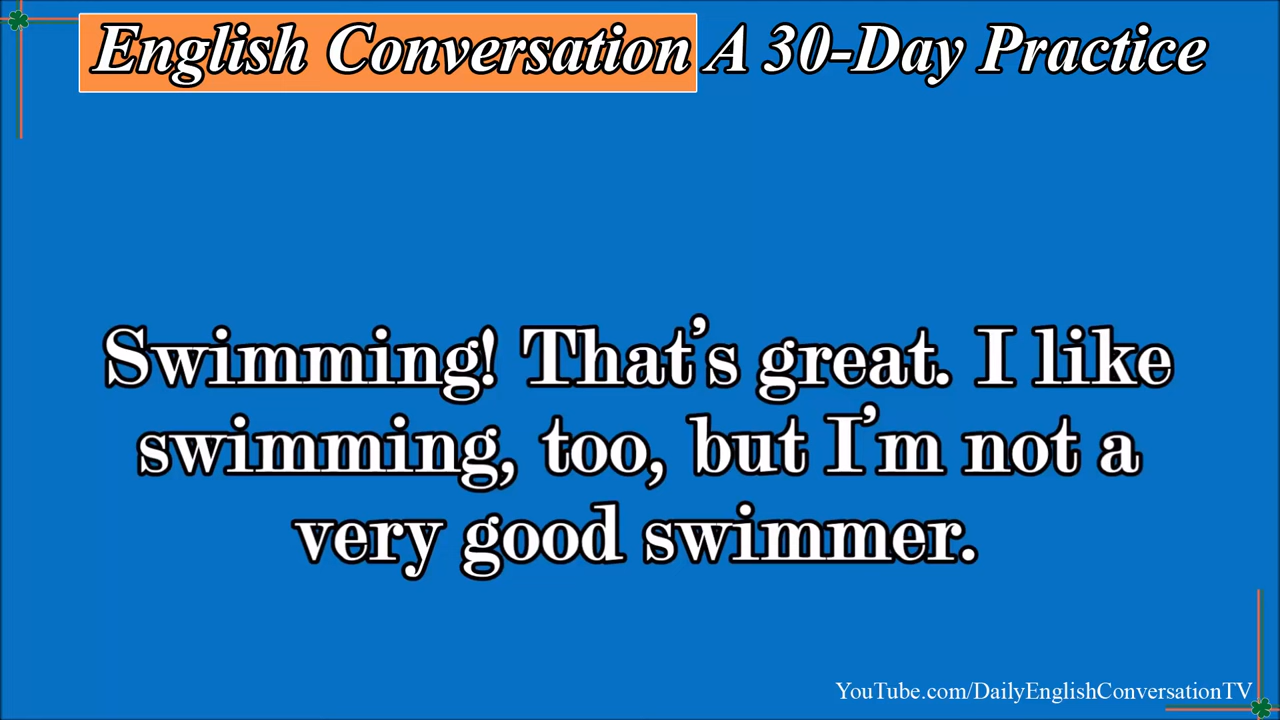 English Conversation A 30-Day Practice
Swimming! That's great. I like
swimming, too, but I'm not a
very good swimmer.
YouTube.com/DailyEnglishConversationTV